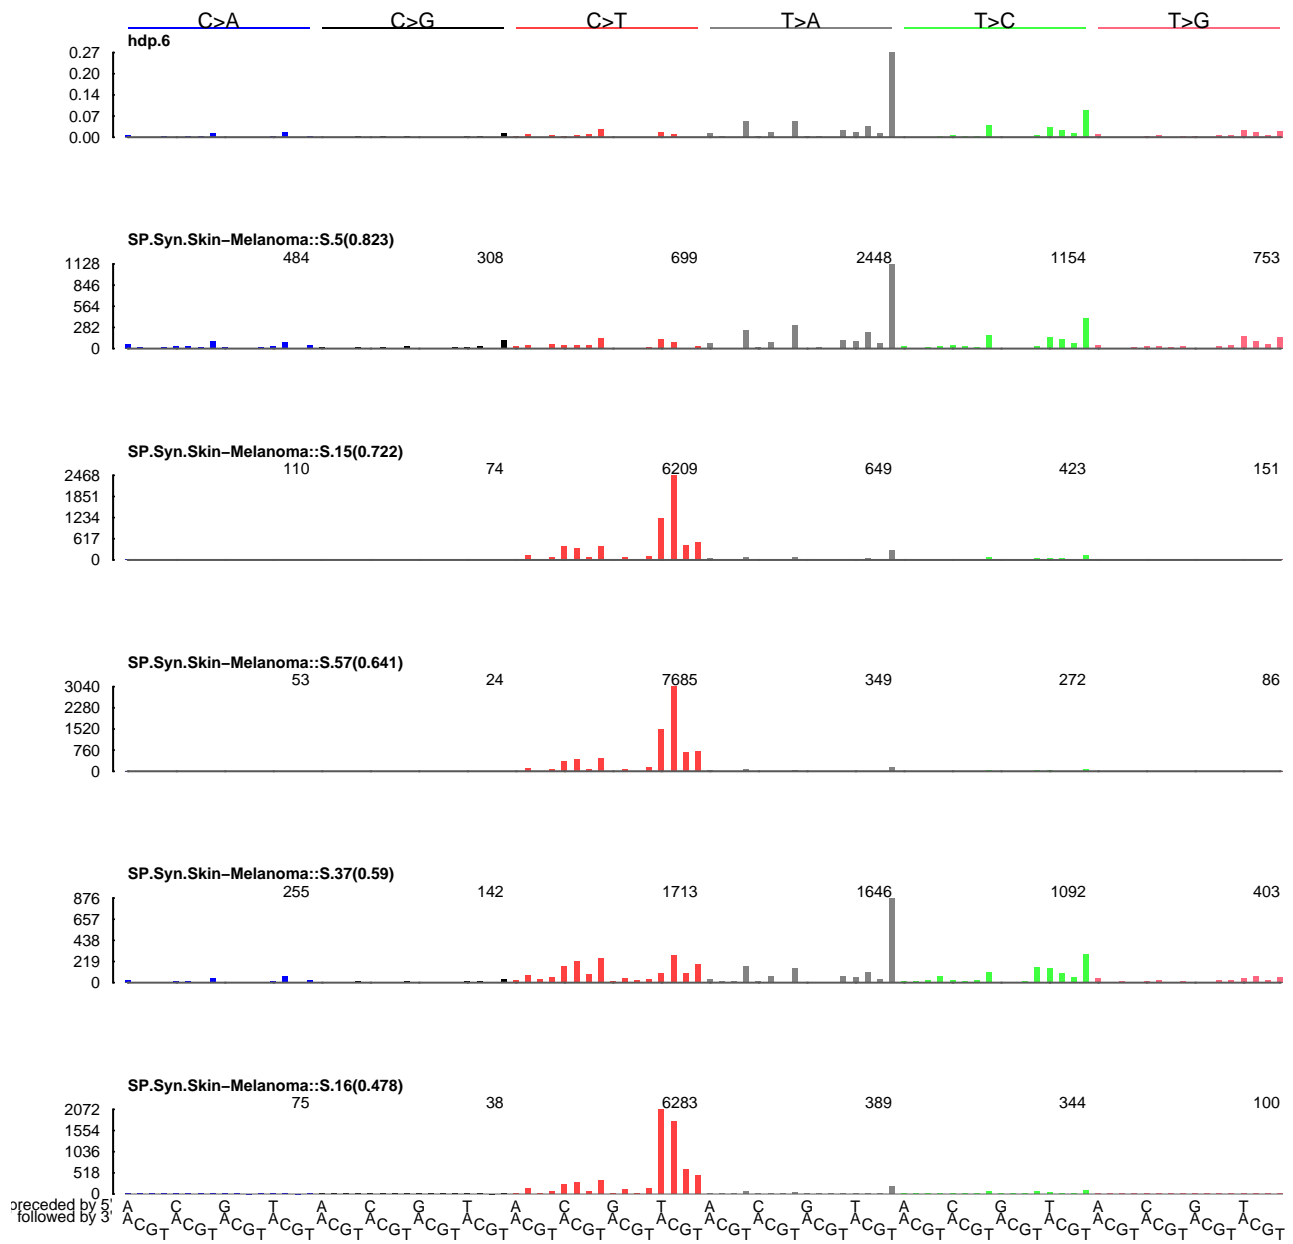 C>A C>G C>T T>A T>C T>G
hdp.6
0.27
0.20
0.14
0.07
0.00
SP.Syn.Skin−Melanoma::S.5(0.823)
484 308 699 2448 1154 753
1128
846
564
282
0
SP.Syn.Skin−Melanoma::S.15(0.722)
110 74 6209 649 423 151
2468
1851
1234
617
0
SP.Syn.Skin−Melanoma::S.57(0.641)
53 24 7685 349 272 86
3040
2280
1520
760
0
SP.Syn.Skin−Melanoma::S.37(0.59)
255 142 1713 1646 1092 403
876
657
438
219
0
SP.Syn.Skin−Melanoma::S.16(0.478)
75 38 6283 389 344 100
2072
1554
1036
518
0
preceded by 5' A C G T A C G T A C G T A C G T A C G T A C G T
followed by 3' A C G T A C G T A C G T A C G T A C G T A C G T A C G T A C G T A C G T A C G T A C G T A C G T A C G T A C G T A C G T A C G T A C G T A C G T A C G T A C G T A C G T A C G T A C G T A C G T